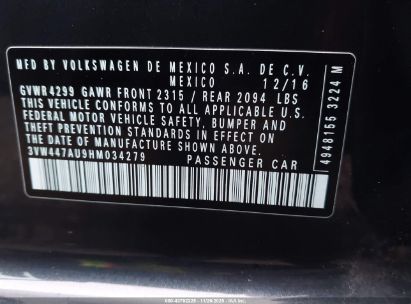 MFD BY VOLKSWAGEN DE MEXICO S.A. DE C.V.
MEXICO 12/16
GVWR4299 GAWR FRONT 2315 / REAR 2094 LBS
THIS VEHICLE CONFORMS TO ALL APPLICABLE U.S.
FEDERAL MOTOR VEHICLE SAFETY, BUMPER AND
THEFT PREVENTION STANDARDS IN EFFECT ON
THE DATE OF MANUFACTURE SHOWN ABOVE.
3VW447AU9HM034279 PASSENGER CAR
4948155 3224 M